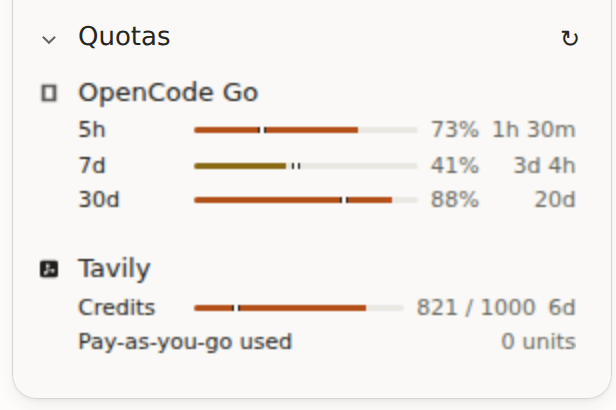 Quotas
OpenCode Go
5h 73% 1h 30m
7d 41% 3d 4h
30d 88% 20d
Tavily
Credits 821 / 1000 6d
Pay-as-you-go used 0 units